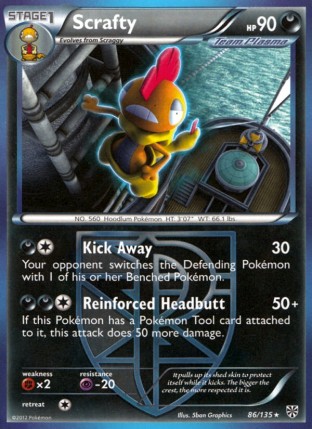 STAGE1
Scrafty
HP 90
Evolves from Scraggy
Team Plasma
NO. 560 Hoodlum Pokémon HT: 3'07" WT: 66.1 lbs.
Kick Away 30
Your opponent switches the Defending Pokémon
with 1 of his or her Benched Pokémon.
Reinforced Headbutt 50+
If this Pokémon has a Pokémon Tool card attached
to it, this attack does 50 more damage.
weakness
×2
resistance
-20
retreat
It pulls up its shed skin to protect
itself while it kicks. The bigger the
crest, the more respected it is.
Illus. 5ban Graphics
86/135 ★
©2012 Pokémon